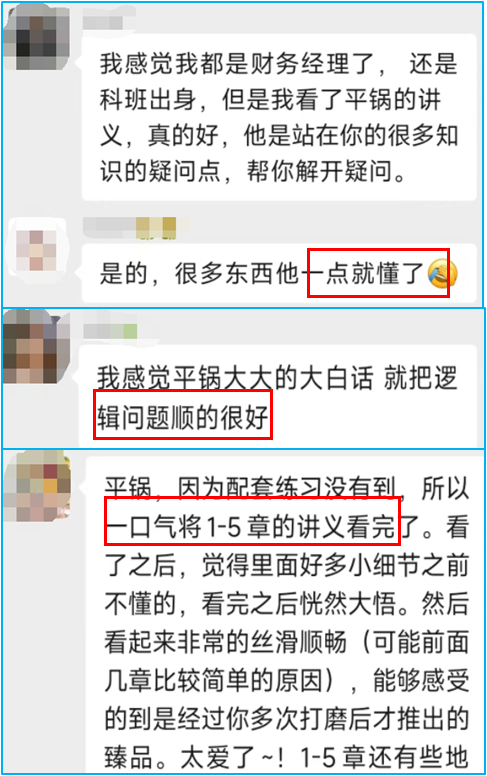 我感觉我都是财务经理了， 还是
科班出身，但是我看了平锅的讲
义，真的好，他是站在你的很多知
识的疑问点，帮你解开疑问。
是的，很多东西他一点就懂了😂
我感觉平锅大大的大白话 就把逻
辑问题顺的很好
平锅，因为配套练习没有到，所以
一口气将 1-5 章的讲义看完了。看
了之后，觉得里面好多小细节之前
不懂的，看完之后恍然大悟。然后
看起来非常的丝滑顺畅（可能前面
几章比较简单的原因），能够感受
的到是经过你多次打磨后才推出的
臻品。太爱了~！1-5 章还有些地